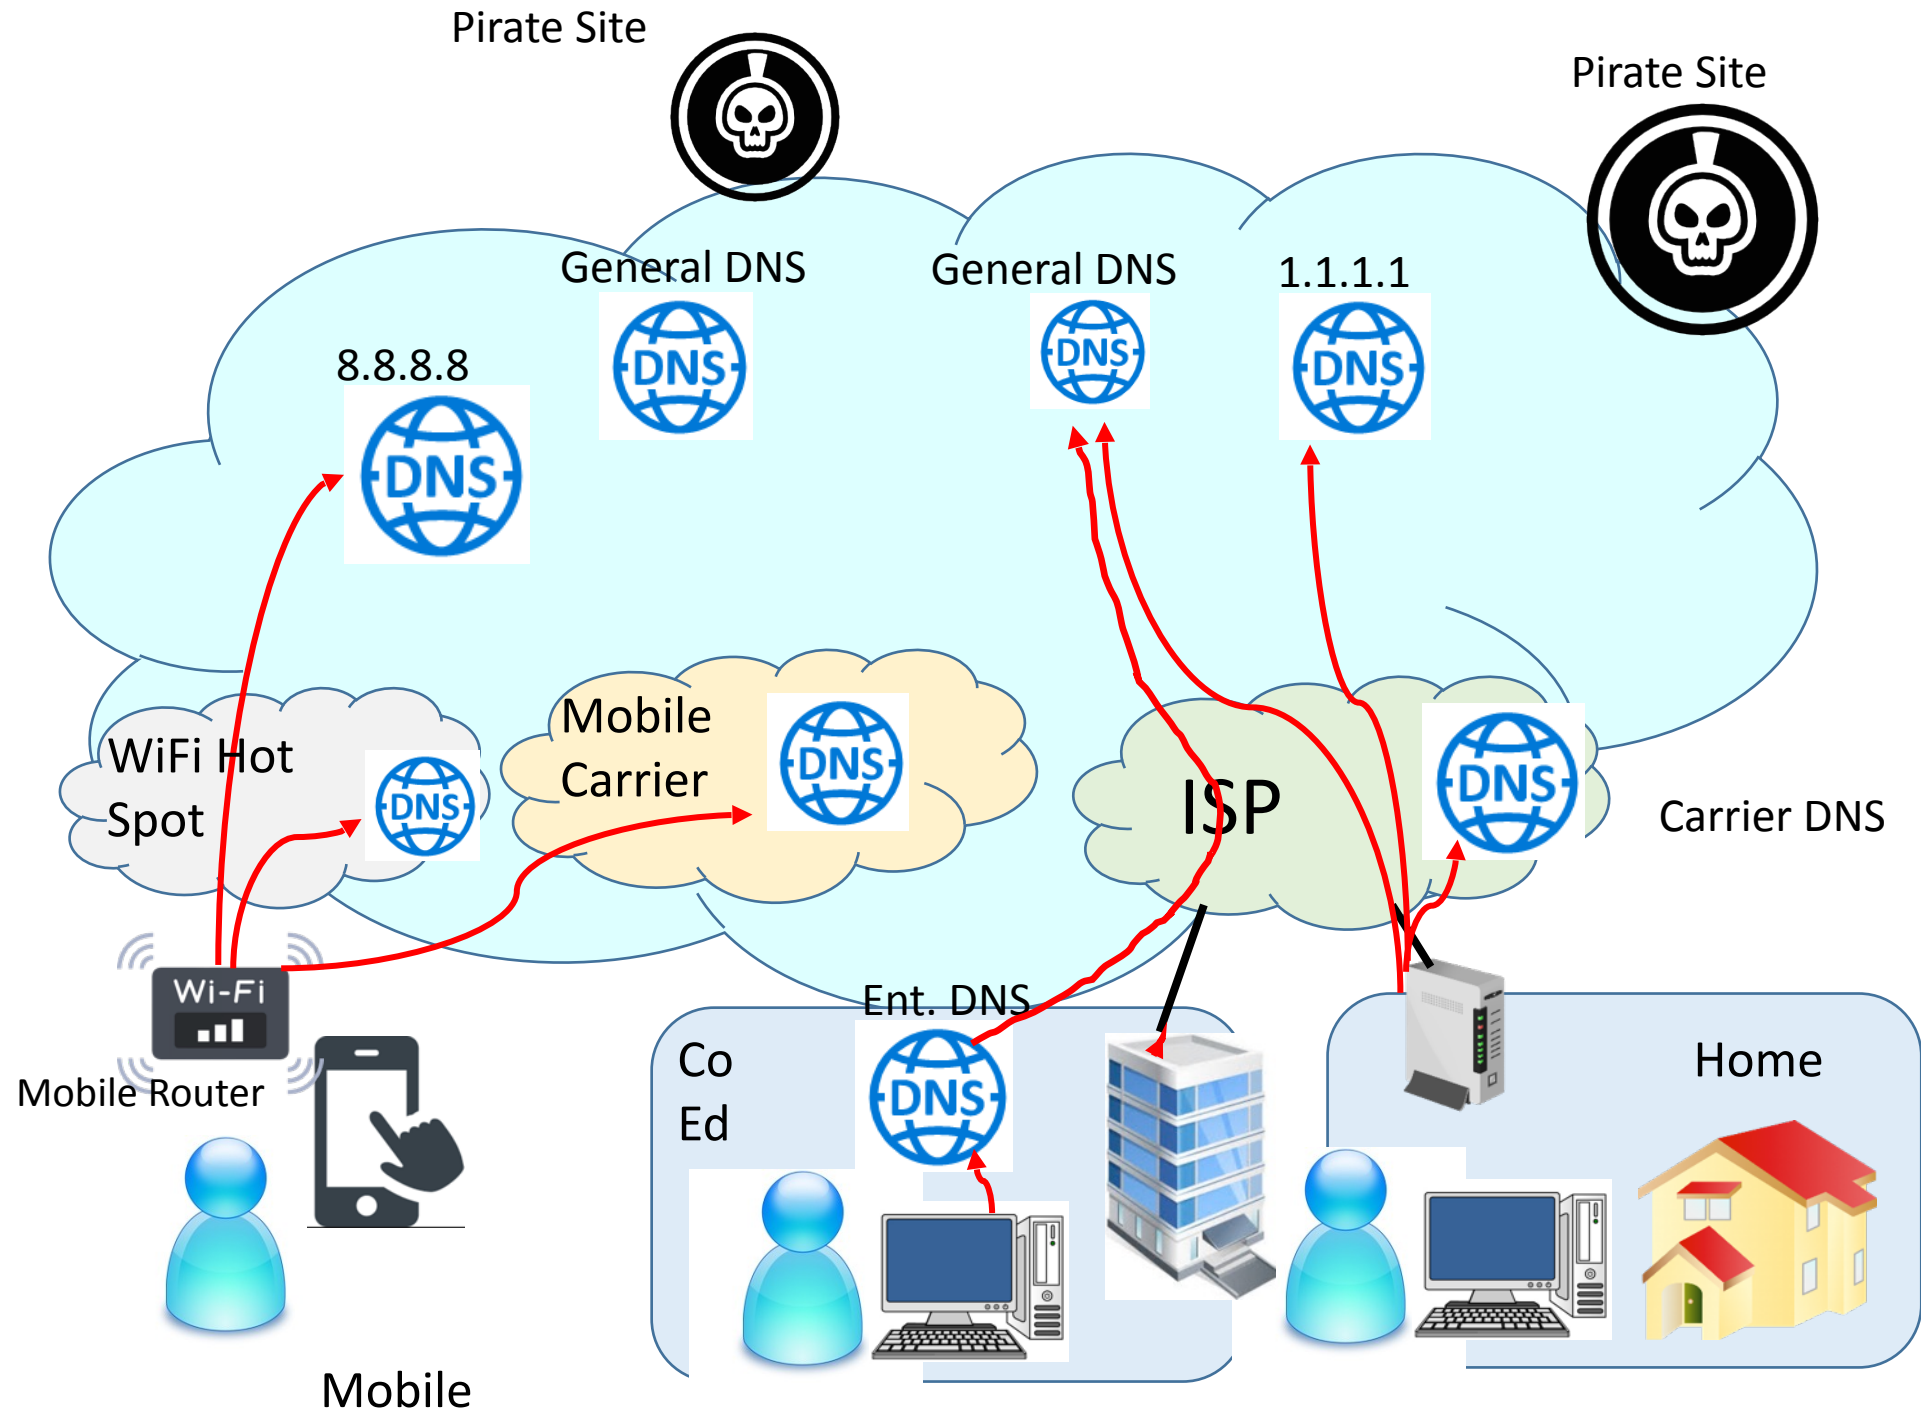 Pirate Site
Pirate Site
General DNS
General DNS
1.1.1.1
8.8.8.8
DNS
DNS
DNS
DNS
WiFi Hot
Spot
DNS
Mobile
Carrier
DNS
ISP
DNS
Carrier DNS
Wi-Fi
Mobile Router
Ent. DNS
Co
Ed
DNS
Home
Mobile